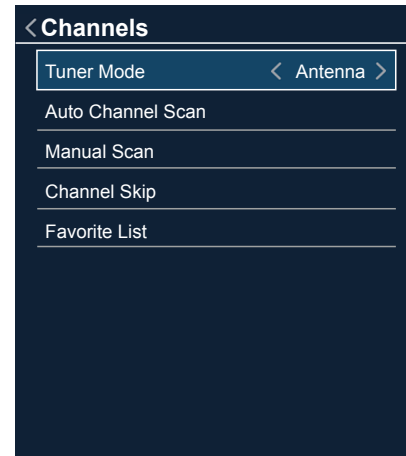 Channels
Tuner Mode Antenna
Auto Channel Scan
Manual Scan
Channel Skip
Favorite List